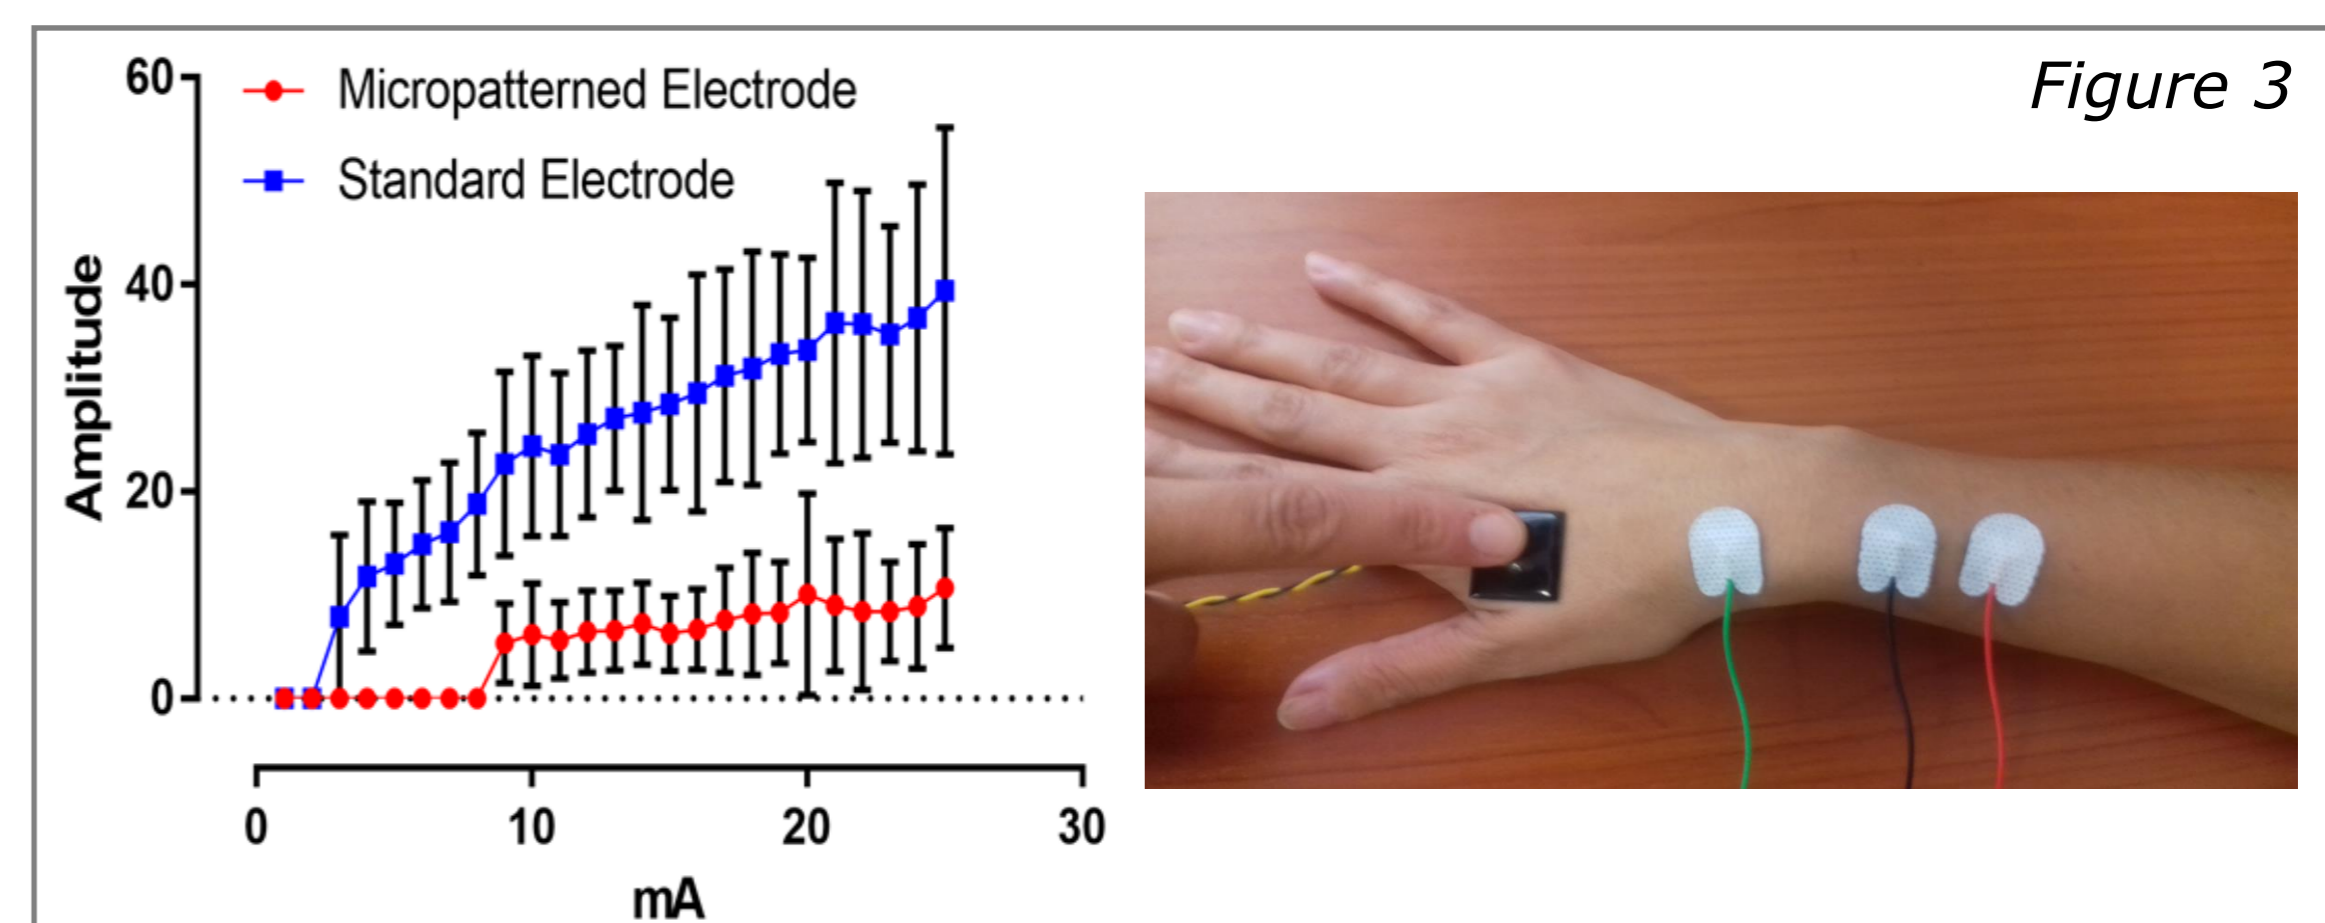 Figure 3
60
Micropatterned Electrode
Standard Electrode
40
20
0
Amplitude
0 10 20 30
mA